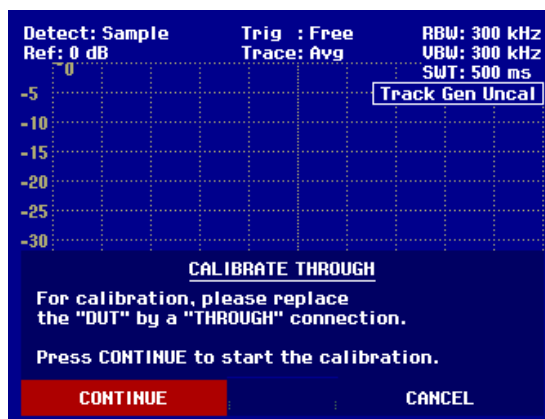 Detect: Sample Trig : Free RBW: 300 kHz
Ref: 0 dB Trace: Avg VBW: 300 kHz
SWT: 500 ms
Track Gen Uncal
-0
-5
-10
-15
-20
-25
-30
CALIBRATE THROUGH
For calibration, please replace
the "DUT" by a "THROUGH" connection.
Press CONTINUE to start the calibration.
CONTINUE CANCEL